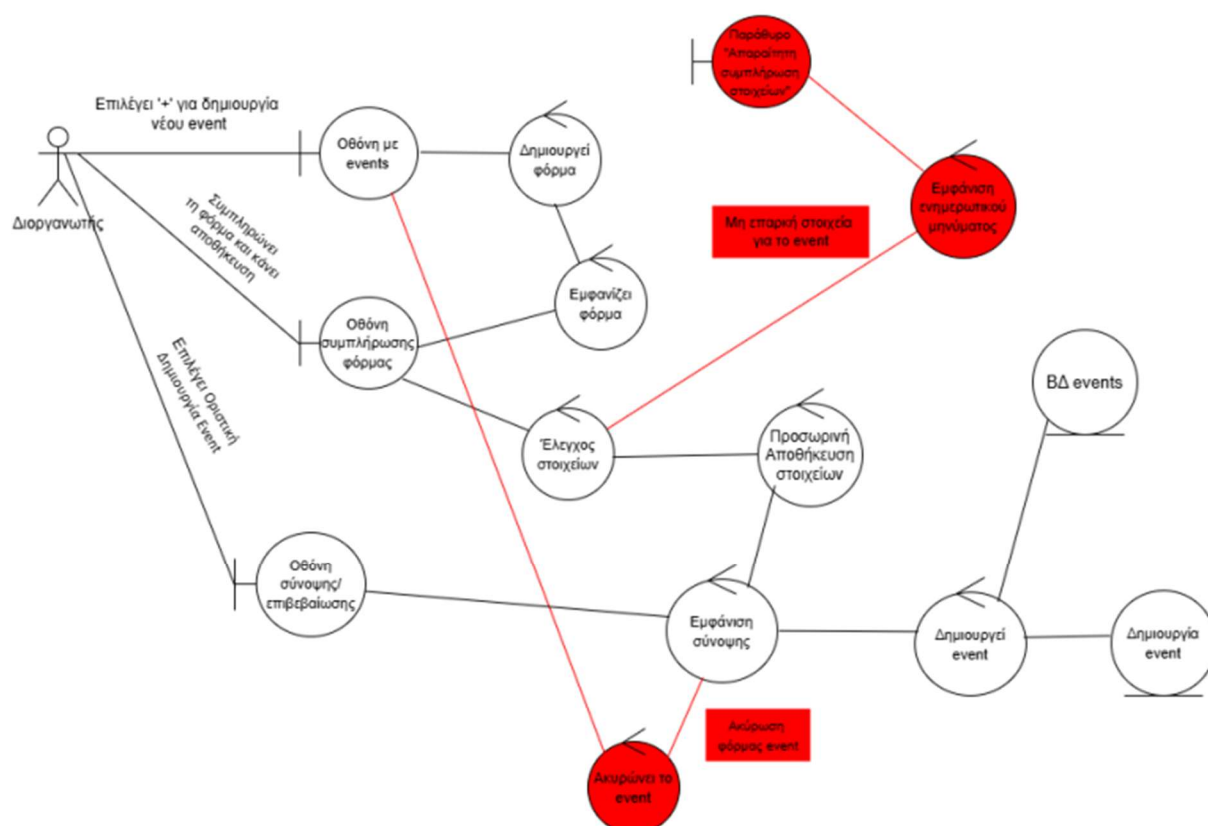 Παράθυρο
"Απαραίτητη
συμπλήρωση
στοιχείων"
Επιλέγει '+' για δημιουργία
νέου event
Οθόνη με
events
Δημιουργεί
φόρμα
Διοργανωτής
Εμφάνιση
ενημερωτικού
μηνύματος
Συμπληρώνει
τη φόρμα και κάνει
αποθήκευση
Μη επαρκή στοιχεία
για το event
Εμφανίζει
φόρμα
Οθόνη
συμπλήρωσης
φόρμας
Επιλέγει Οριστική
Δημιουργία Event
ΒΔ events
Έλεγχος
στοιχείων
Προσωρινή
Αποθήκευση
στοιχείων
Οθόνη
σύνοψης/
επιβεβαίωσης
Εμφάνιση
σύνοψης
Δημιουργεί
event
Δημιουργία
event
Ακύρωση
φόρμας event
Ακυρώνει το
event